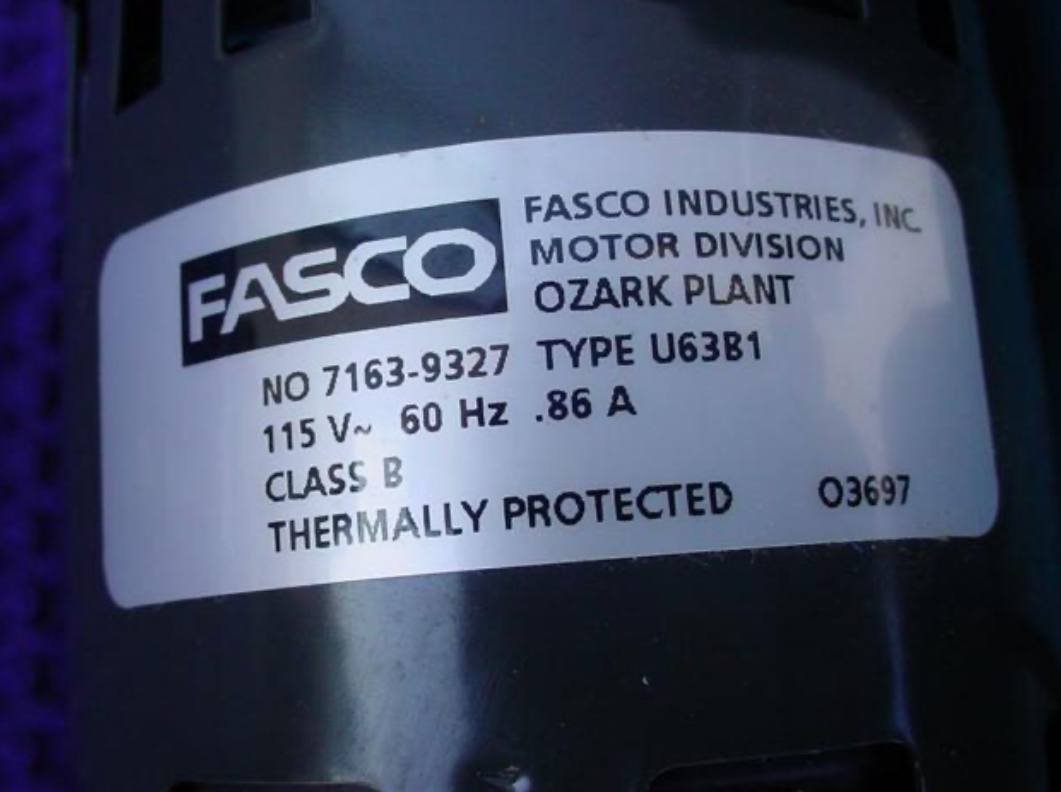 FASCO
FASCO INDUSTRIES, INC.
MOTOR DIVISION
OZARK PLANT
NO 7163-9327 TYPE U63B1
115 V~ 60 Hz .86 A
CLASS B
THERMALLY PROTECTED O3697